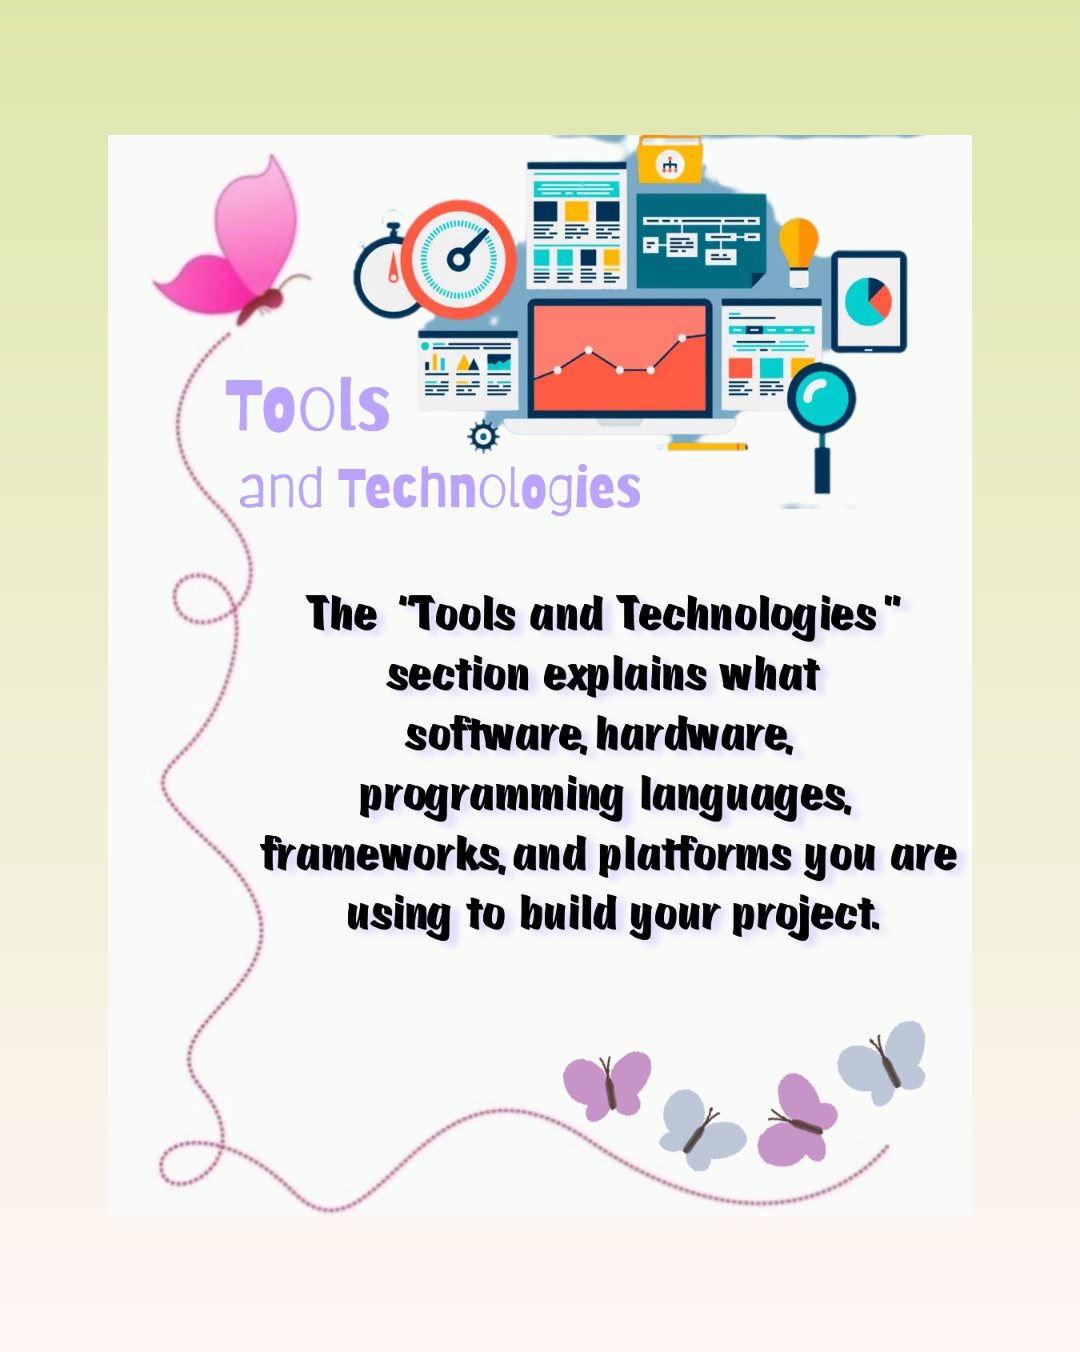 Tools
and Technologies
The "Tools and Technologies"
section explains what
software, hardware,
programming languages,
frameworks, and platforms you are
using to build your project.